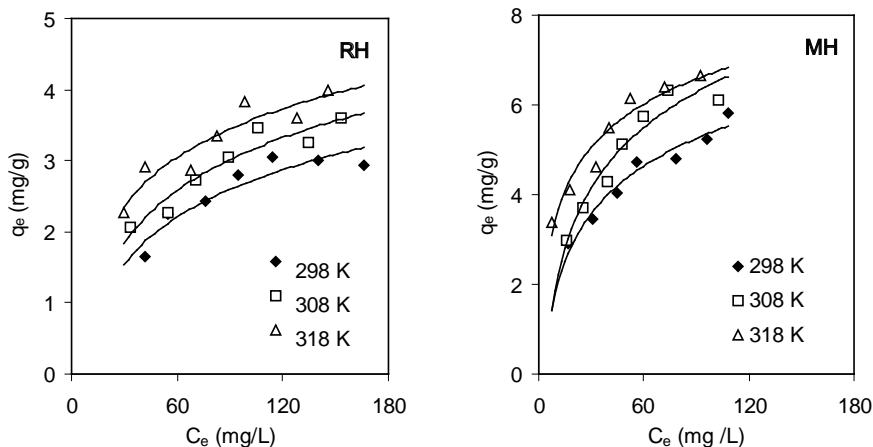 5
4
3
2
1
0
qe (mg/g)
RH
298 K
308 K
318 K
0 60 120 180
Ce (mg/L)
8
6
4
2
0
qe (mg/g)
MH
298 K
308 K
318 K
0 60 120 180
Ce (mg /L)